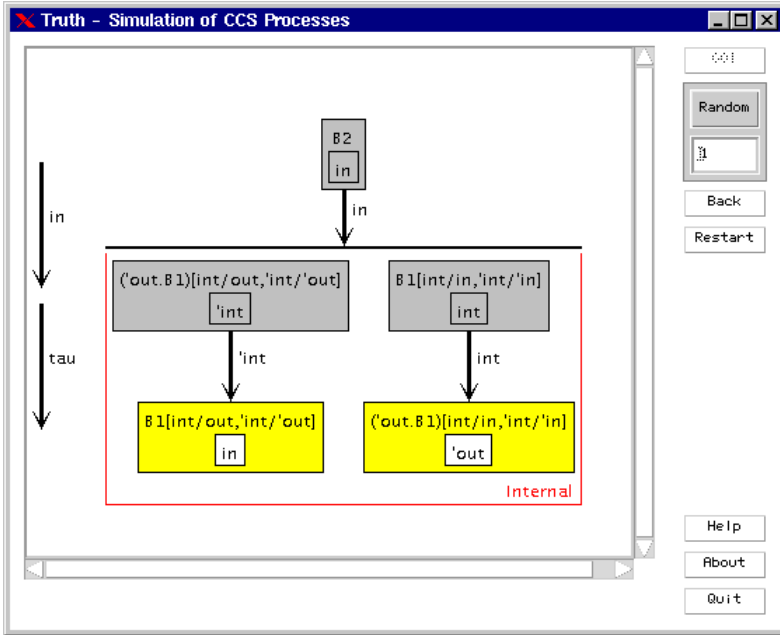 Truth - Simulation of CCS Processes
B2
in
in
in
('out.B1)[int/out,'int/'out]
'int
B1[int/in,'int/'in]
int
tau
'int
int
B1[int/out,'int/'out]
in
('out.B1)[int/in,'int/'in]
'out
Internal
Random
1
Back
Restart
Help
About
Quit